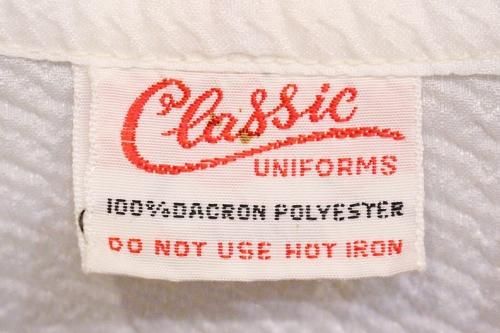 Classic
UNIFORMS
100% DACRON POLYESTER
DO NOT USE HOT IRON